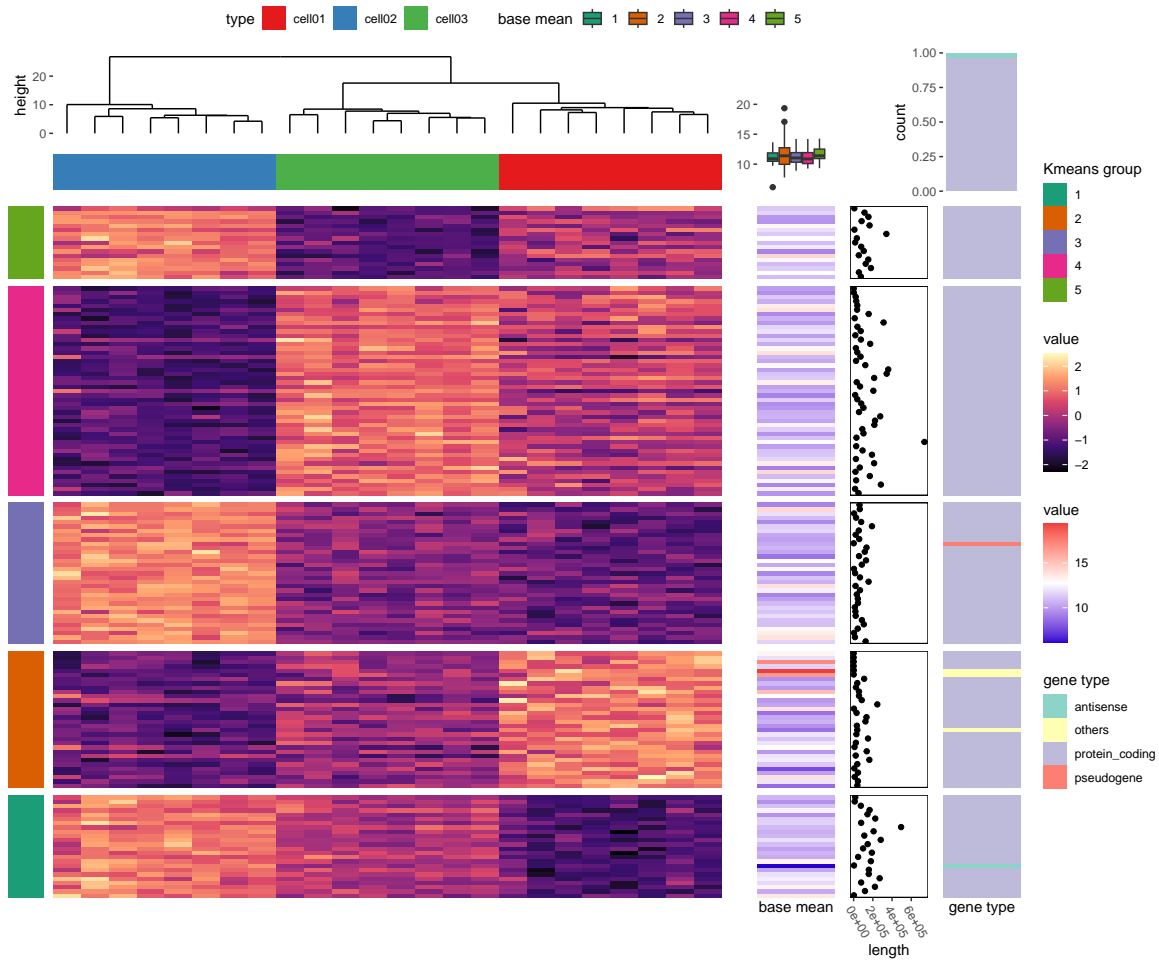 type cell01 cell02 cell03 base mean 1 2 3 4 5
height
20
10
0
20
15
10
count
1.00
0.75
0.50
0.25
0.00
Kmeans group
1
2
3
4
5
value
2
1
0
−1
−2
value
15
10
gene type
antisense
others
protein_coding
pseudogene
base mean
0e+00
2e+05
4e+05
6e+05
length
gene type